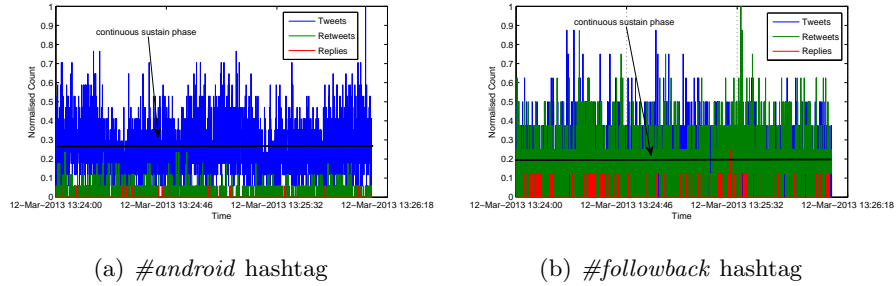 1
0.9
0.8
0.7
0.6
0.5
0.4
0.3
0.2
0.1
0
Normalised Count
continuous sustain phase
Tweets
Retweets
Replies
12−Mar−2013 13:24:00
12−Mar−2013 13:24:46
12−Mar−2013 13:25:32
12−Mar−2013 13:26:18
Time
(a) #android hashtag
1
0.9
0.8
0.7
0.6
0.5
0.4
0.3
0.2
0.1
0
Normalised Count
continuous sustain phase
Tweets
Retweets
Replies
12−Mar−2013 13:24:00
12−Mar−2013 13:24:46
12−Mar−2013 13:25:32
12−Mar−2013 13:26:18
Time
(b) #followback hashtag